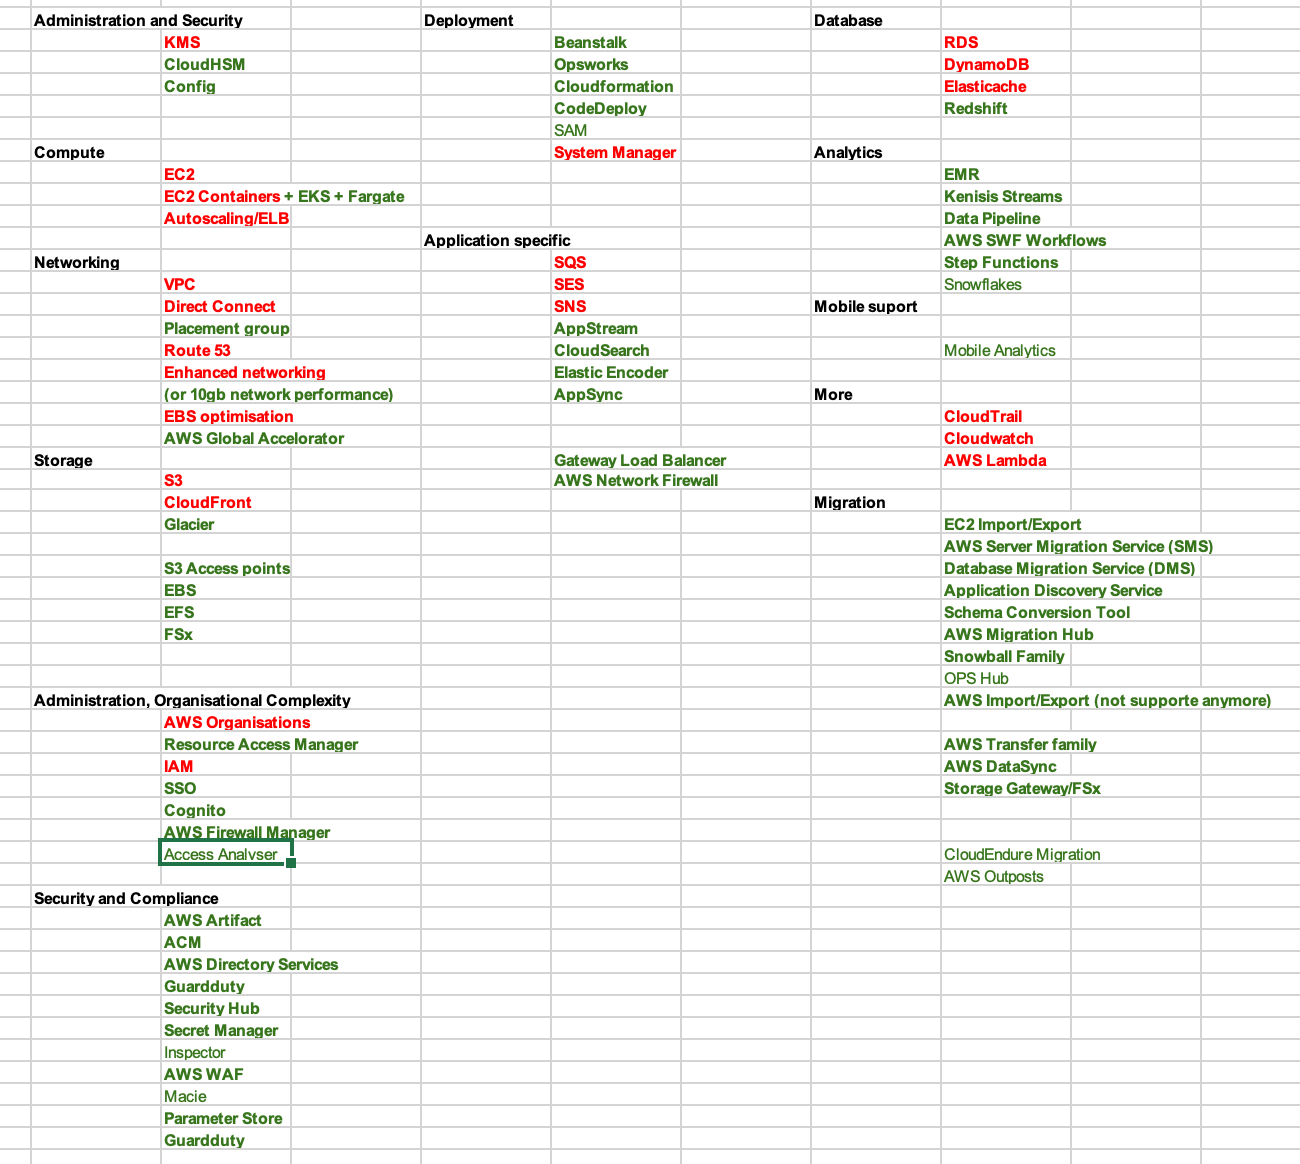 Administration and Security
KMS
CloudHSM
Config
Compute
EC2
EC2 Containers + EKS + Fargate
Autoscaling/ELB
Networking
VPC
Direct Connect
Placement group
Route 53
Enhanced networking
(or 10gb network performance)
EBS optimisation
AWS Global Accelorator
Storage
S3
CloudFront
Glacier
S3 Access points
EBS
EFS
FSx
Administration, Organisational Complexity
AWS Organisations
Resource Access Manager
IAM
SSO
Cognito
AWS Firewall Manager
Access Analyser
Security and Compliance
AWS Artifact
ACM
AWS Directory Services
Guardduty
Security Hub
Secret Manager
Inspector
AWS WAF
Macie
Parameter Store
Guardduty
Deployment
Beanstalk
Opsworks
Cloudformation
CodeDeploy
SAM
System Manager
Application specific
SQS
SES
SNS
AppStream
CloudSearch
Elastic Encoder
AppSync
Gateway Load Balancer
AWS Network Firewall
Database
RDS
DynamoDB
Elasticache
Redshift
Analytics
EMR
Kenisis Streams
Data Pipeline
AWS SWF Workflows
Step Functions
Snowflakes
Mobile suport
Mobile Analytics
More
CloudTrail
Cloudwatch
AWS Lambda
Migration
EC2 Import/Export
AWS Server Migration Service (SMS)
Database Migration Service (DMS)
Application Discovery Service
Schema Conversion Tool
AWS Migration Hub
Snowball Family
OPS Hub
AWS Import/Export (not supporte anymore)
AWS Transfer family
AWS DataSync
Storage Gateway/FSx
CloudEndure Migration
AWS Outposts